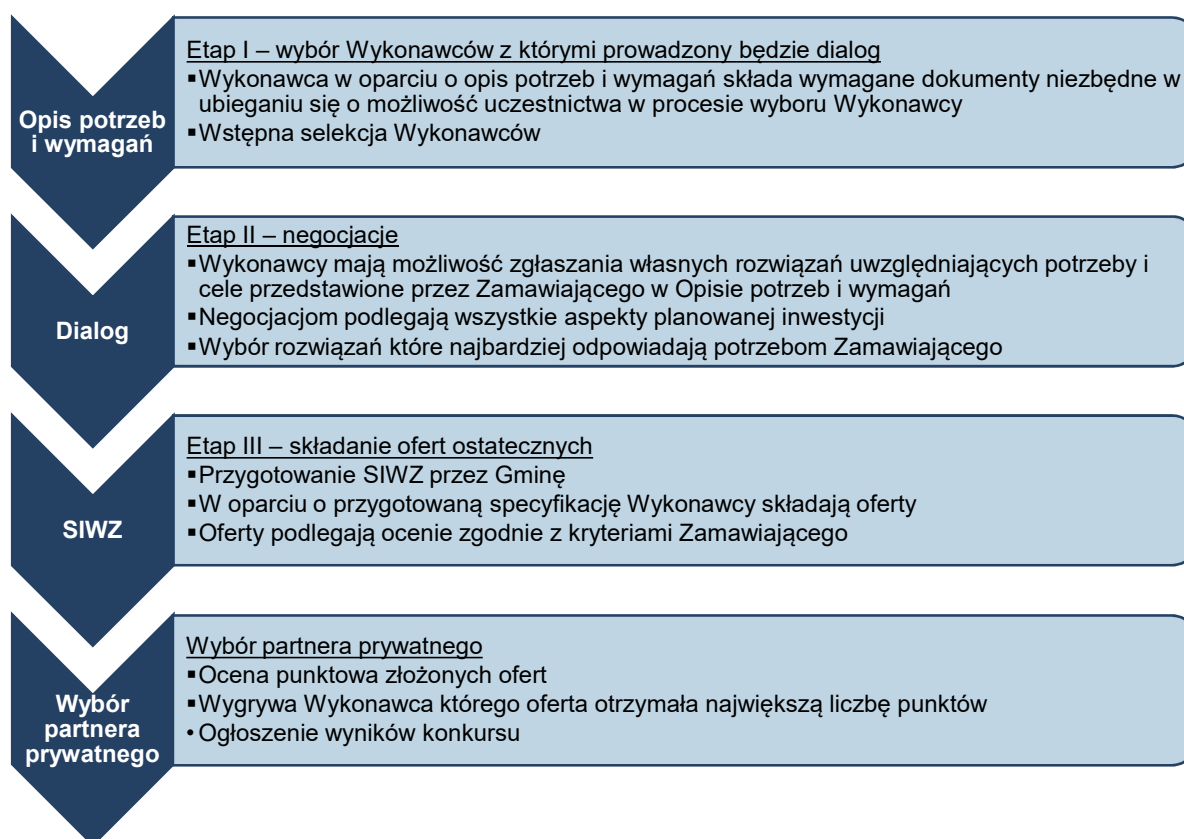 Opis potrzeb
i wymagań
Etap I – wybór Wykonawców z którymi prowadzony będzie dialog
▪Wykonawca w oparciu o opis potrzeb i wymagań składa wymagane dokumenty niezbędne w
ubieganiu się o możliwość uczestnictwa w procesie wyboru Wykonawcy
▪Wstępna selekcja Wykonawców
Dialog
Etap II – negocjacje
▪Wykonawcy mają możliwość zgłaszania własnych rozwiązań uwzględniających potrzeby i
cele przedstawione przez Zamawiającego w Opisie potrzeb i wymagań
▪Negocjacjom podlegają wszystkie aspekty planowanej inwestycji
▪Wybór rozwiązań które najbardziej odpowiadają potrzebom Zamawiającego
SIWZ
Etap III – składanie ofert ostatecznych
▪Przygotowanie SIWZ przez Gminę
▪W oparciu o przygotowaną specyfikację Wykonawcy składają oferty
▪Oferty podlegają ocenie zgodnie z kryteriami Zamawiającego
Wybór
partnera
prywatnego
Wybór partnera prywatnego
▪Ocena punktowa złożonych ofert
▪Wygrywa Wykonawca którego oferta otrzymała największą liczbę punktów
• Ogłoszenie wyników konkursu